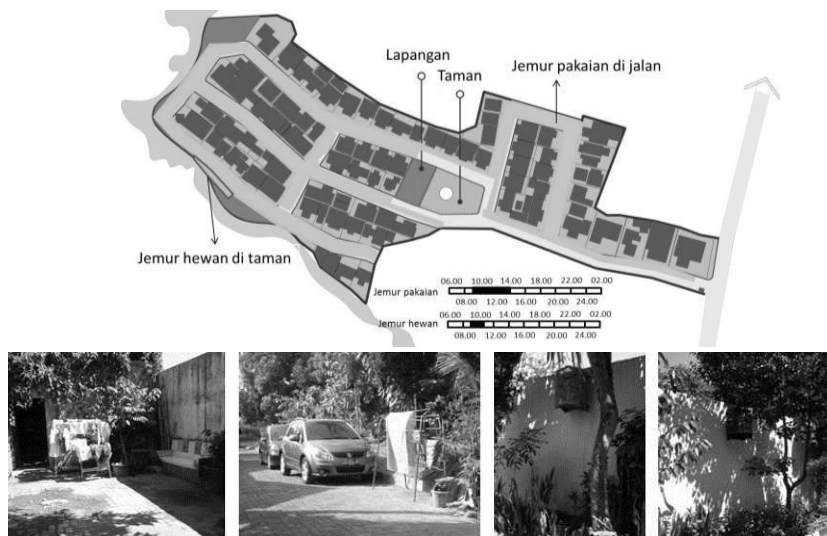 Lapangan
Taman
Jemur pakaian di jalan
Jemur hewan di taman
06.00 10.00 14.00 18.00 22.00 02.00
Jemur pakaian
08.00 12.00 16.00 20.00 24.00
06.00 10.00 14.00 18.00 22.00 02.00
Jemur hewan
08.00 12.00 16.00 20.00 24.00